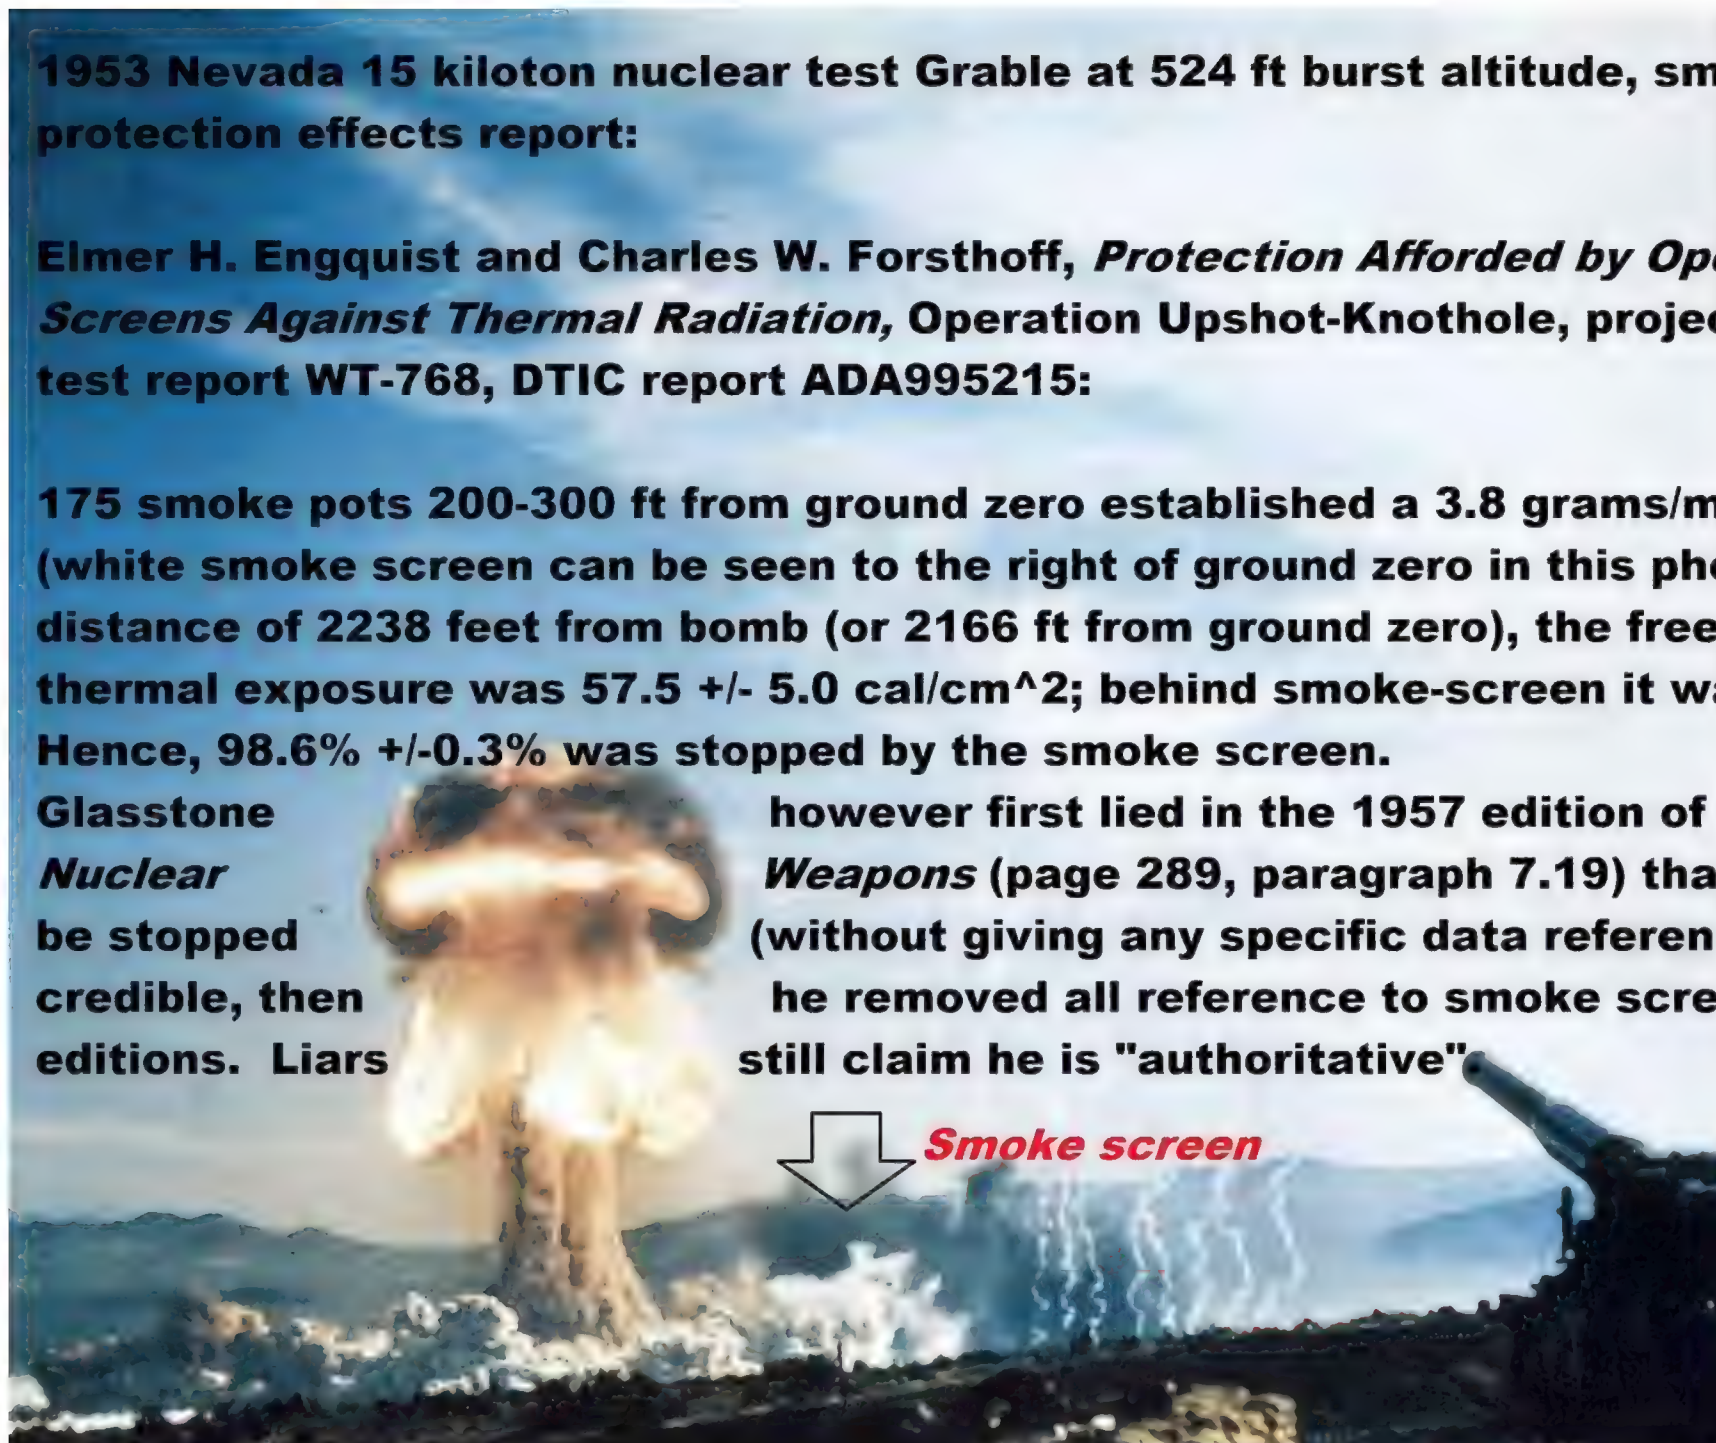 1953 Nevada 15 kiloton nuclear test Grable at 524 ft burst altitude, sm
protection effects report:
Elmer H. Engquist and Charles W. Forsthoff, Protection Afforded by Ope
Screens Against Thermal Radiation, Operation Upshot-Knothole, projec
test report WT-768, DTIC report ADA995215:
175 smoke pots 200-300 ft from ground zero established a 3.8 grams/m
(white smoke screen can be seen to the right of ground zero in this pho
distance of 2238 feet from bomb (or 2166 ft from ground zero), the free
thermal exposure was 57.5 +/- 5.0 cal/cm^2; behind smoke-screen it wa
Hence, 98.6% +/-0.3% was stopped by the smoke screen.
Glasstone however first lied in the 1957 edition of
Nuclear Weapons (page 289, paragraph 7.19) tha
be stopped (without giving any specific data referen
credible, then he removed all reference to smoke scre
editions. Liars still claim he is "authoritative"
Smoke screen